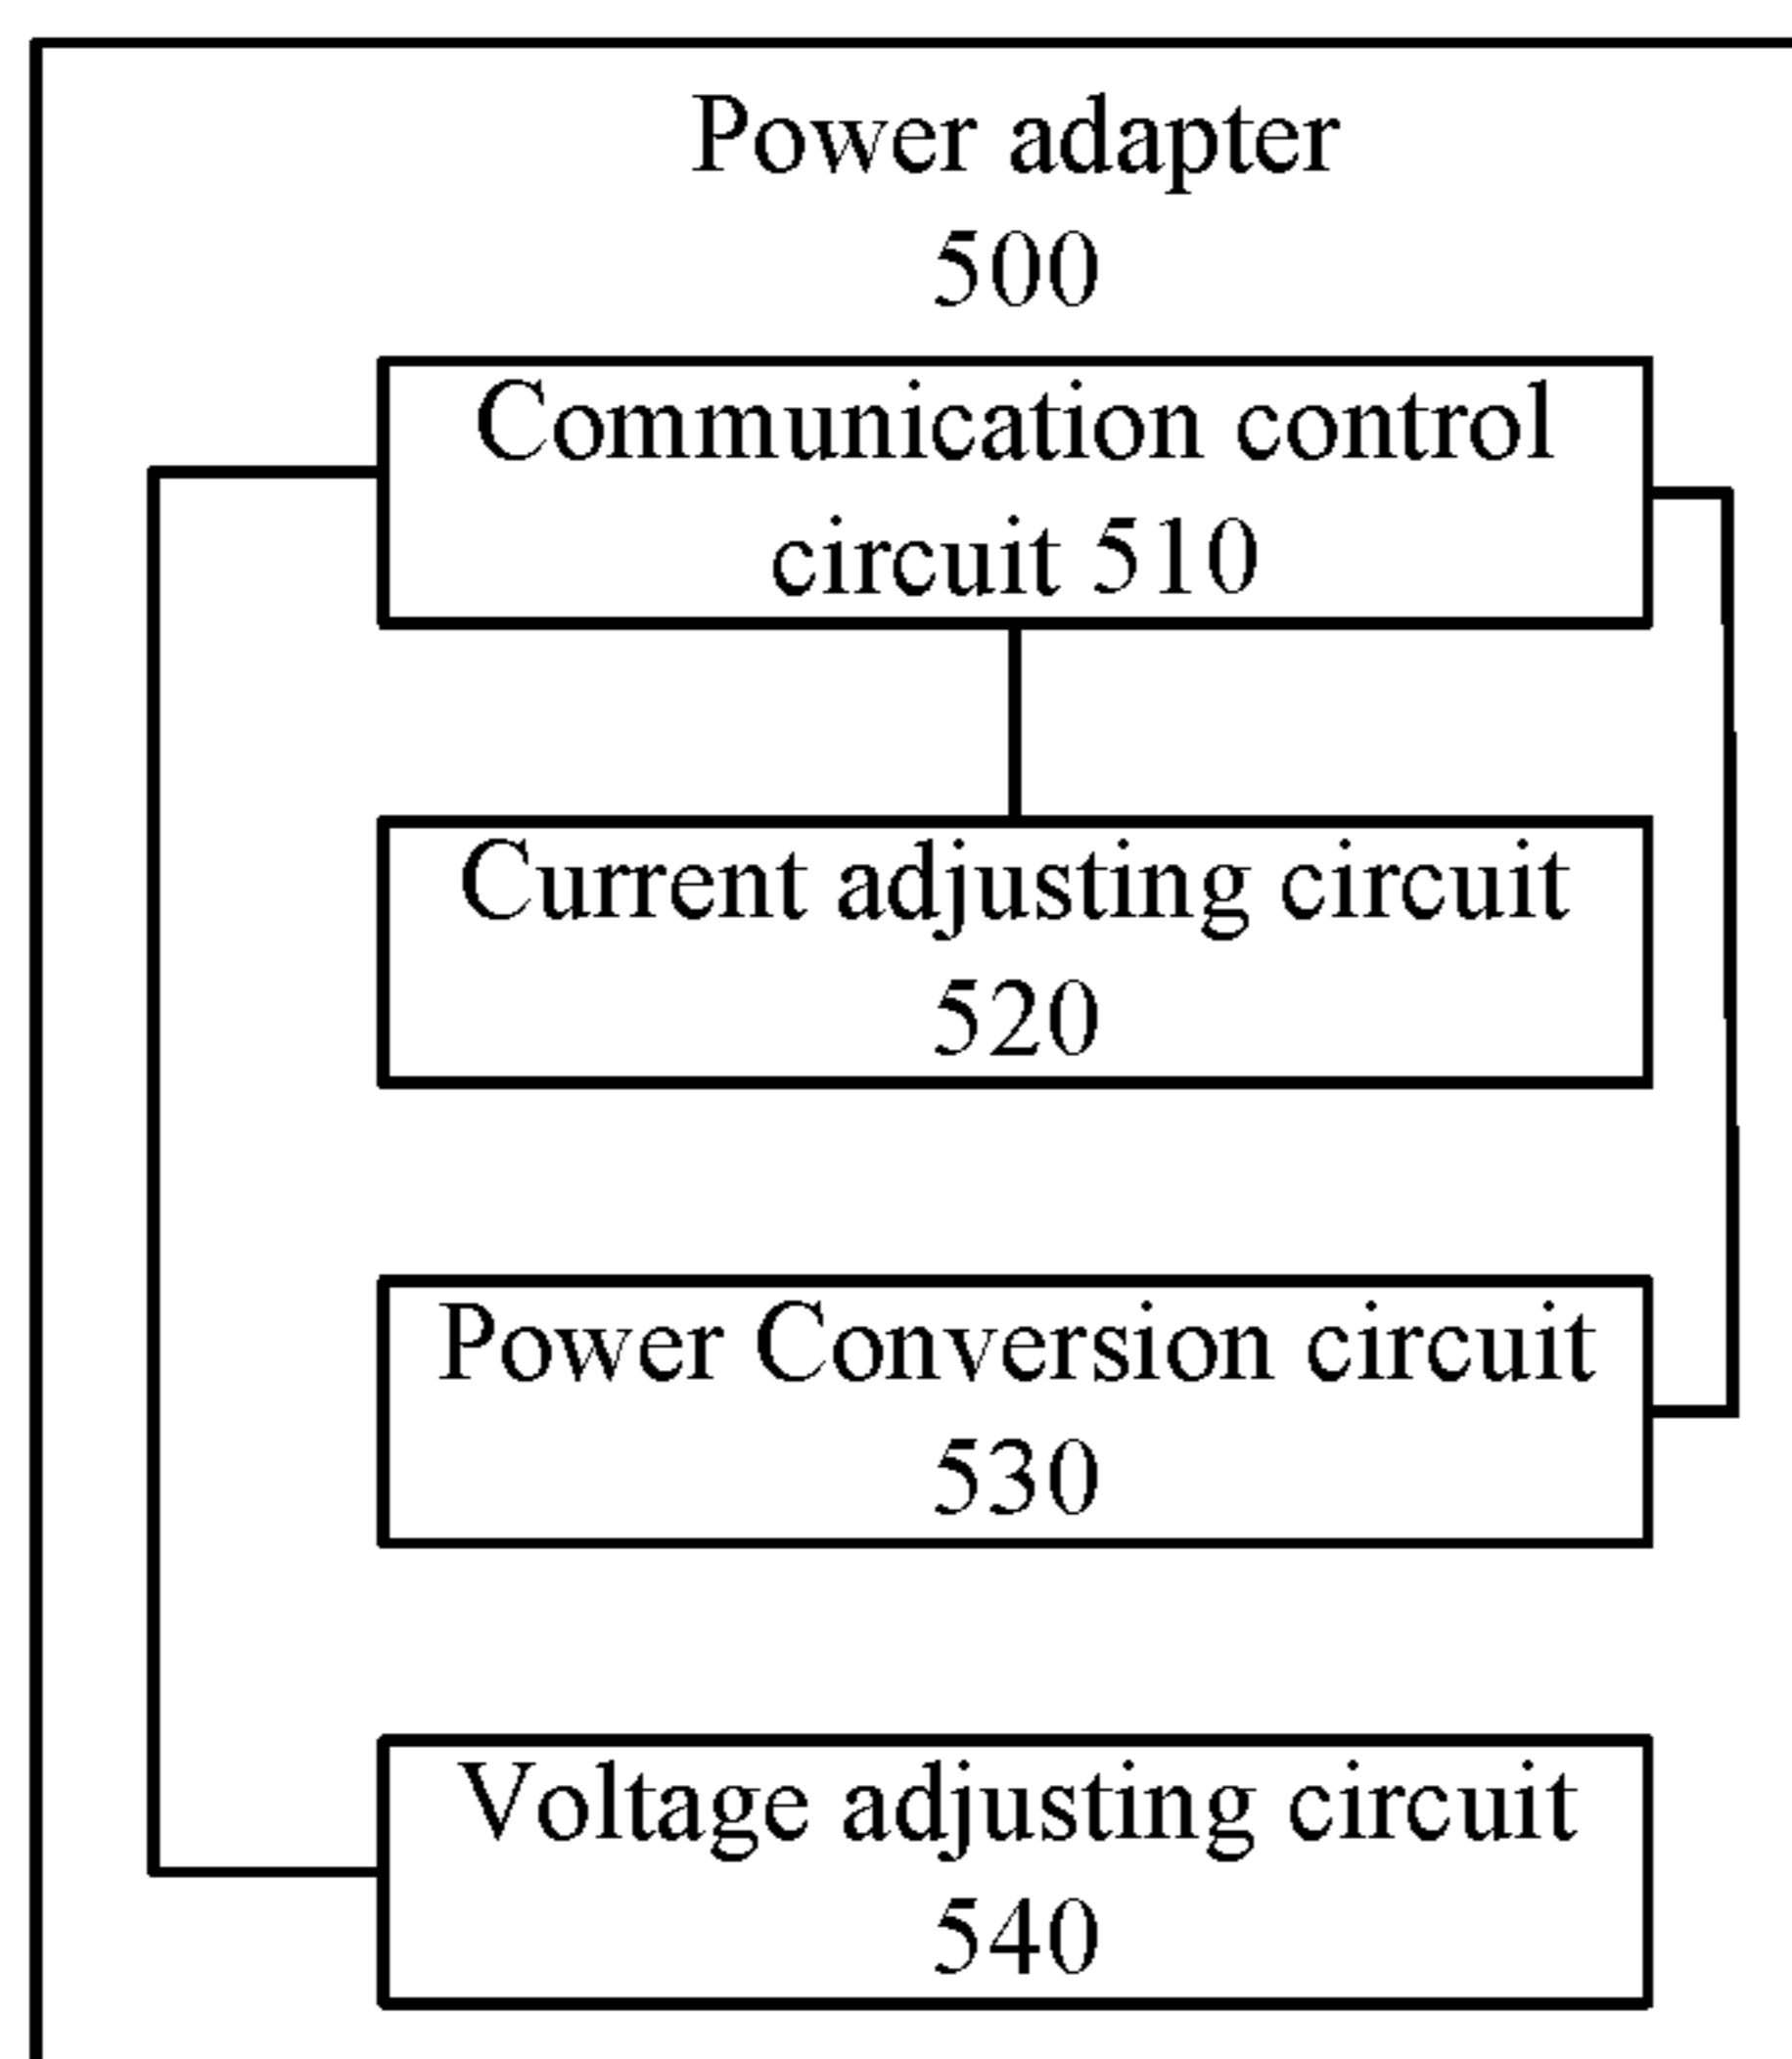 Power adapter
500
Communication control
circuit 510
Current adjusting circuit
520
Power Conversion circuit
530
Voltage adjusting circuit
540